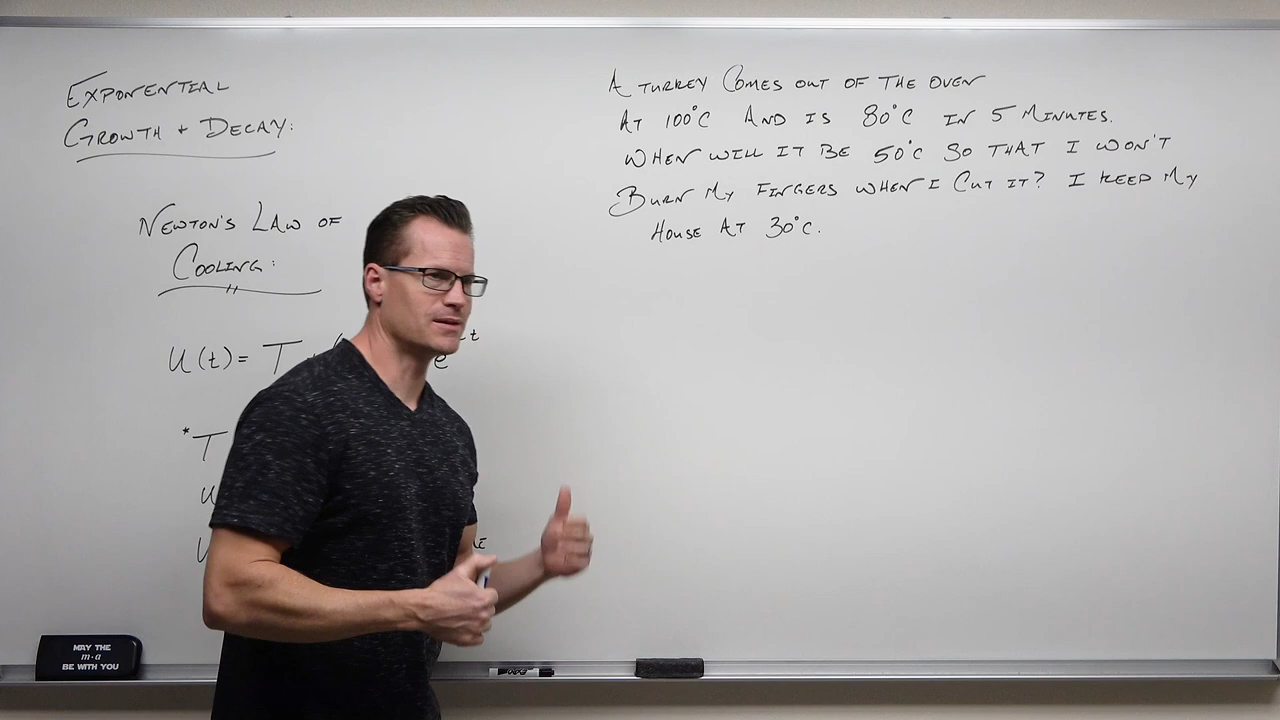 EXPONENTIAL
GROWTH + DECAY:
NEWTON'S LAW OF
COOLING:
U(t)= T
e
t
* T
u
U
A TURKEY COMES OUT OF THE OVEN
AT 100°C AND IS 80°C IN 5 MINUTES.
WHEN WILL IT BE 50°C SO THAT I WON'T
BURN MY FINGERS WHEN I CUT IT? I KEEP MY
HOUSE AT 30°C.
MAY THE
m·a
BE WITH YOU
EXPO